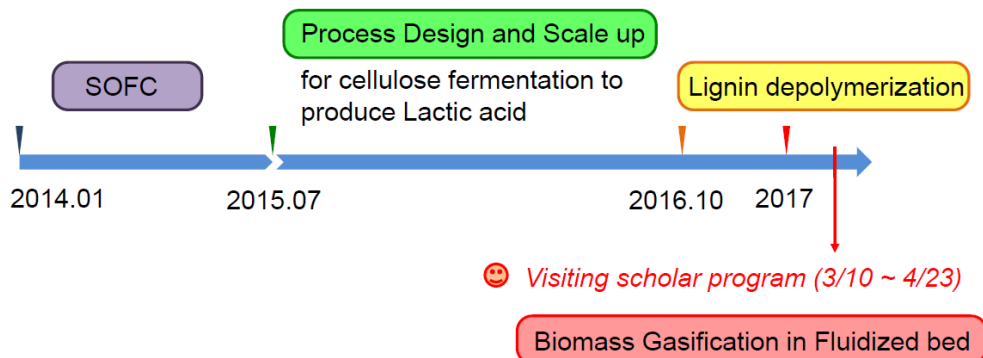 SOFC
Process Design and Scale up
for cellulose fermentation to
produce Lactic acid
Lignin depolymerization
2014.01
2015.07
2016.10
2017
Visiting scholar program (3/10 ~ 4/23)
Biomass Gasification in Fluidized bed